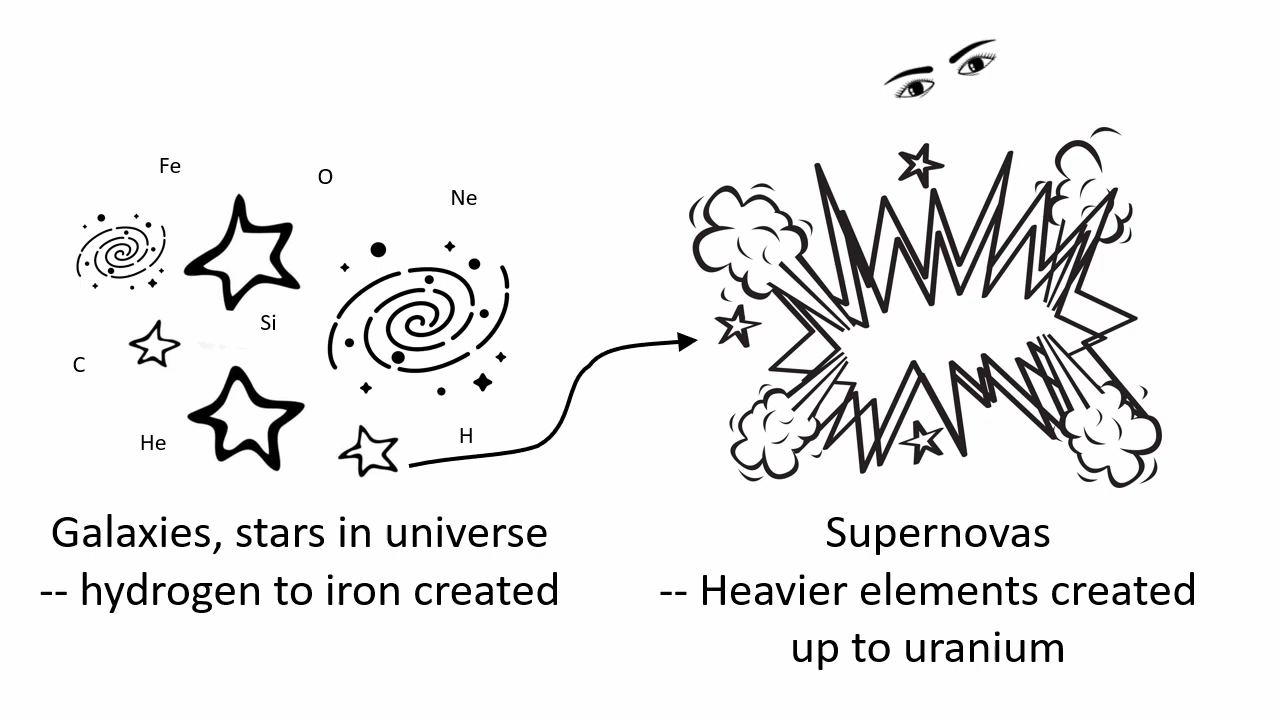 Fe
O
Ne
Si
C
He
H
Galaxies, stars in universe
-- hydrogen to iron created
Supernovas
-- Heavier elements created
up to uranium